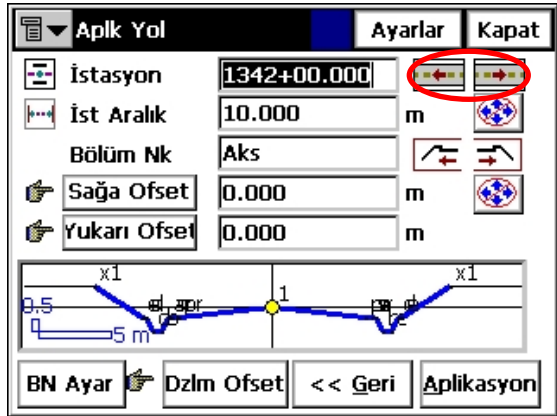 Aplk Yol Ayarlar Kapat
İstasyon 1342+00.000
İst Aralık 10.000 m
Bölüm Nk Aks
Sağa Ofset 0.000 m
Yukarı Ofset 0.000 m
x1 x1
1
0.5
5 m
BN Ayar Dzlm Ofset << Geri Aplikasyon